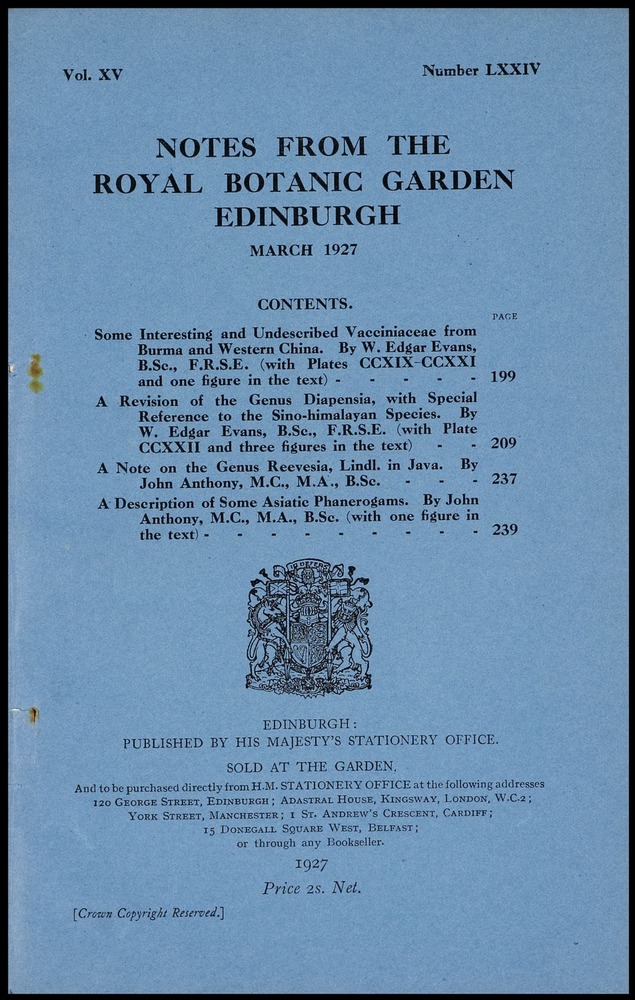 Vol. XV Number LXXIV
NOTES FROM THE
ROYAL BOTANIC GARDEN
EDINBURGH
MARCH 1927
CONTENTS.
PAGE
Some Interesting and Undescribed Vacciniaceae from
Burma and Western China. By W. Edgar Evans,
B.Sc., F.R.S.E. (with Plates CCXIX-CCXXI
and one figure in the text) - - - - - 199
A Revision of the Genus Diapensia, with Special
Reference to the Sino-himalayan Species. By
W. Edgar Evans, B.Sc., F.R.S.E. (with Plate
CCXXII and three figures in the text) - - 209
A Note on the Genus Reevesia, Lindl. in Java. By
John Anthony, M.C., M.A., B.Sc. - - - 237
A Description of Some Asiatic Phanerogams. By John
Anthony, M.C., M.A., B.Sc. (with one figure in
the text) - - - - - - - - - 239
IN DEFENS
EDINBURGH:
PUBLISHED BY HIS MAJESTY'S STATIONERY OFFICE.
SOLD AT THE GARDEN,
And to be purchased directly from H.M. STATIONERY OFFICE at the following addresses
120 GEORGE STREET, EDINBURGH; ADASTRAL HOUSE, KINGSWAY, LONDON, W.C.2;
YORK STREET, MANCHESTER; 1 ST. ANDREW'S CRESCENT, CARDIFF;
15 DONEGALL SQUARE WEST, BELFAST;
or through any Bookseller.
1927
Price 2s. Net.
[Crown Copyright Reserved.]